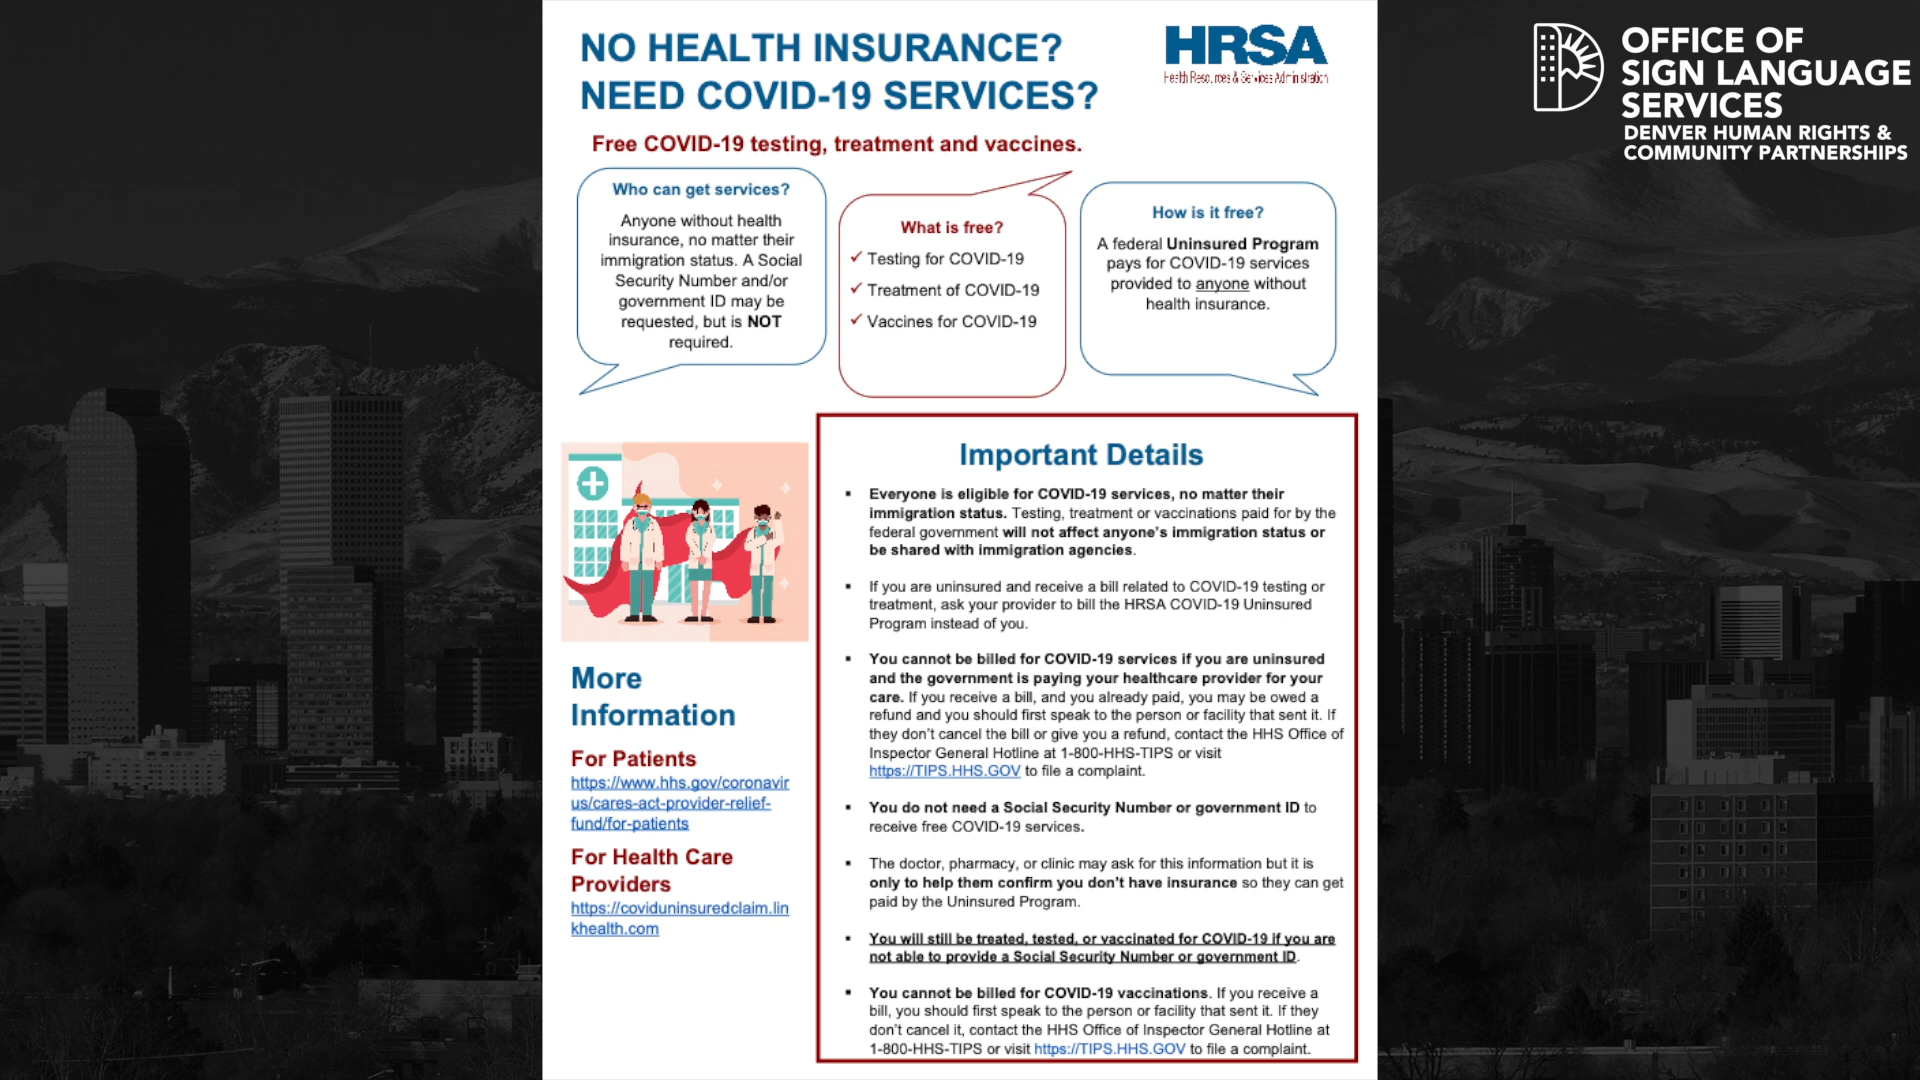 NO HEALTH INSURANCE?
NEED COVID-19 SERVICES?
HRSA
Health Resources & Services Administration
OFFICE OF
SIGN LANGUAGE
SERVICES
DENVER HUMAN RIGHTS &
COMMUNITY PARTNERSHIPS
Free COVID-19 testing, treatment and vaccines.
Who can get services?
Anyone without health
insurance, no matter their
immigration status. A Social
Security Number and/or
government ID may be
requested, but is NOT
required.
What is free?
✓ Testing for COVID-19
✓ Treatment of COVID-19
✓ Vaccines for COVID-19
How is it free?
A federal Uninsured Program
pays for COVID-19 services
provided to anyone without
health insurance.
More
Information
For Patients
https://www.hhs.gov/coronavir
us/cares-act-provider-relief-
fund/for-patients
For Health Care
Providers
https://coviduninsuredclaim.lin
khealth.com
Important Details
▪ Everyone is eligible for COVID-19 services, no matter their
immigration status. Testing, treatment or vaccinations paid for by the
federal government will not affect anyone's immigration status or
be shared with immigration agencies.
▪ If you are uninsured and receive a bill related to COVID-19 testing or
treatment, ask your provider to bill the HRSA COVID-19 Uninsured
Program instead of you.
▪ You cannot be billed for COVID-19 services if you are uninsured
and the government is paying your healthcare provider for your
care. If you receive a bill, and you already paid, you may be owed a
refund and you should first speak to the person or facility that sent it. If
they don't cancel the bill or give you a refund, contact the HHS Office of
Inspector General Hotline at 1-800-HHS-TIPS or visit
https://TIPS.HHS.GOV to file a complaint.
▪ You do not need a Social Security Number or government ID to
receive free COVID-19 services.
▪ The doctor, pharmacy, or clinic may ask for this information but it is
only to help them confirm you don't have insurance so they can get
paid by the Uninsured Program.
▪ You will still be treated, tested, or vaccinated for COVID-19 if you are
not able to provide a Social Security Number or government ID.
▪ You cannot be billed for COVID-19 vaccinations. If you receive a
bill, you should first speak to the person or facility that sent it. If they
don't cancel it, contact the HHS Office of Inspector General Hotline at
1-800-HHS-TIPS or visit https://TIPS.HHS.GOV to file a complaint.